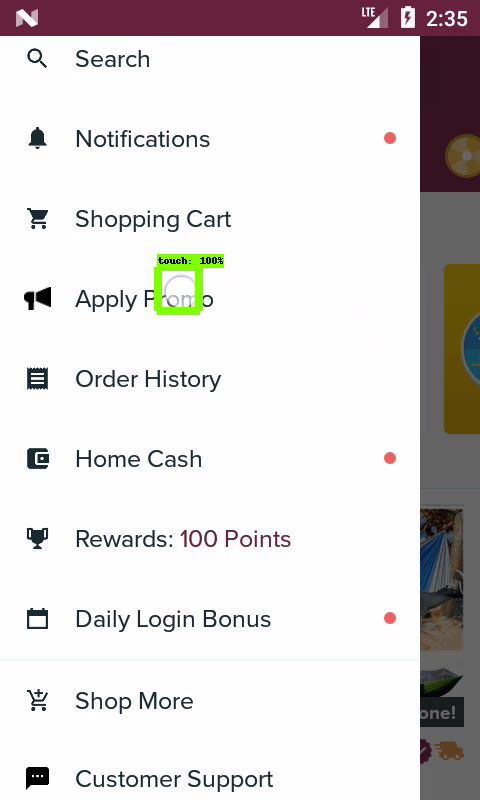 LTE 2:35
Search
Notifications
Shopping Cart
touch: 100%
Apply Promo
Order History
Home Cash
Rewards: 100 Points
Daily Login Bonus
Shop More
one!
Customer Support